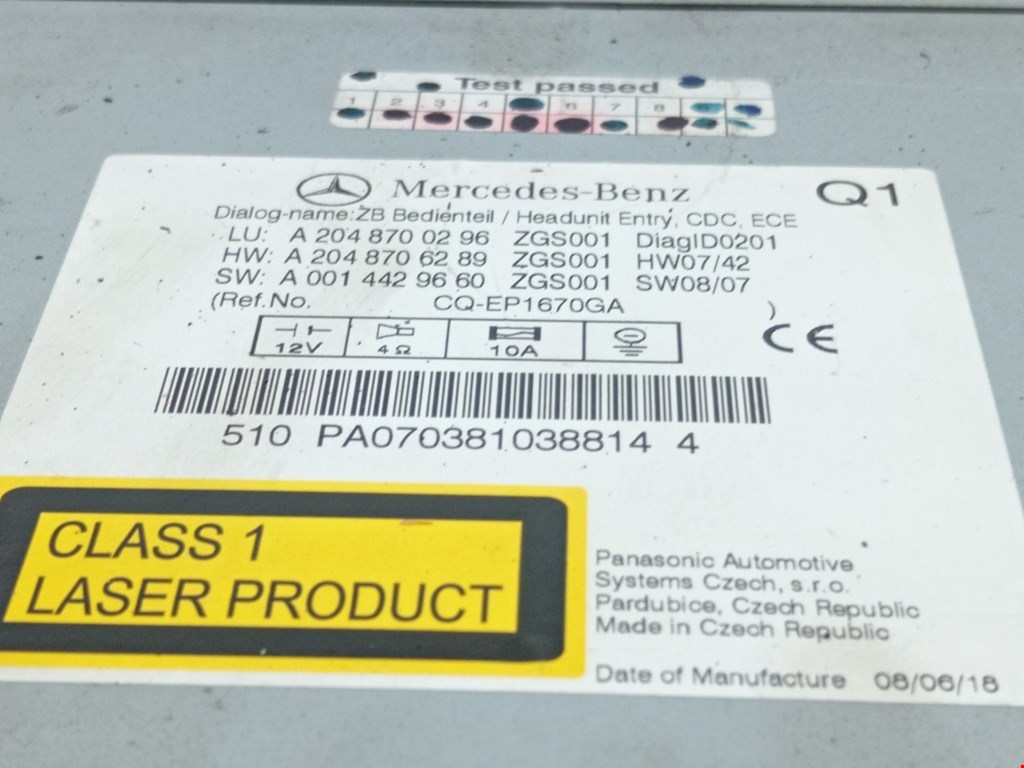 Test passed
1 2 3 4 6 7 8 9
Mercedes-Benz Q1
Dialog-name:ZB Bedienteil / Headunit Entry, CDC, ECE
LU: A 204 870 02 96 ZGS001 DiagID0201
HW: A 204 870 62 89 ZGS001 HW07/42
SW: A 001 442 96 60 ZGS001 SW08/07
(Ref.No. CQ-EP1670GA )
12V 4Ω 10A
CE
510 PA070381038814 4
CLASS 1
LASER PRODUCT
Panasonic Automotive
Systems Czech, s.r.o.
Pardubice, Czech Republic
Made in Czech Republic
Date of Manufacture 08/06/18